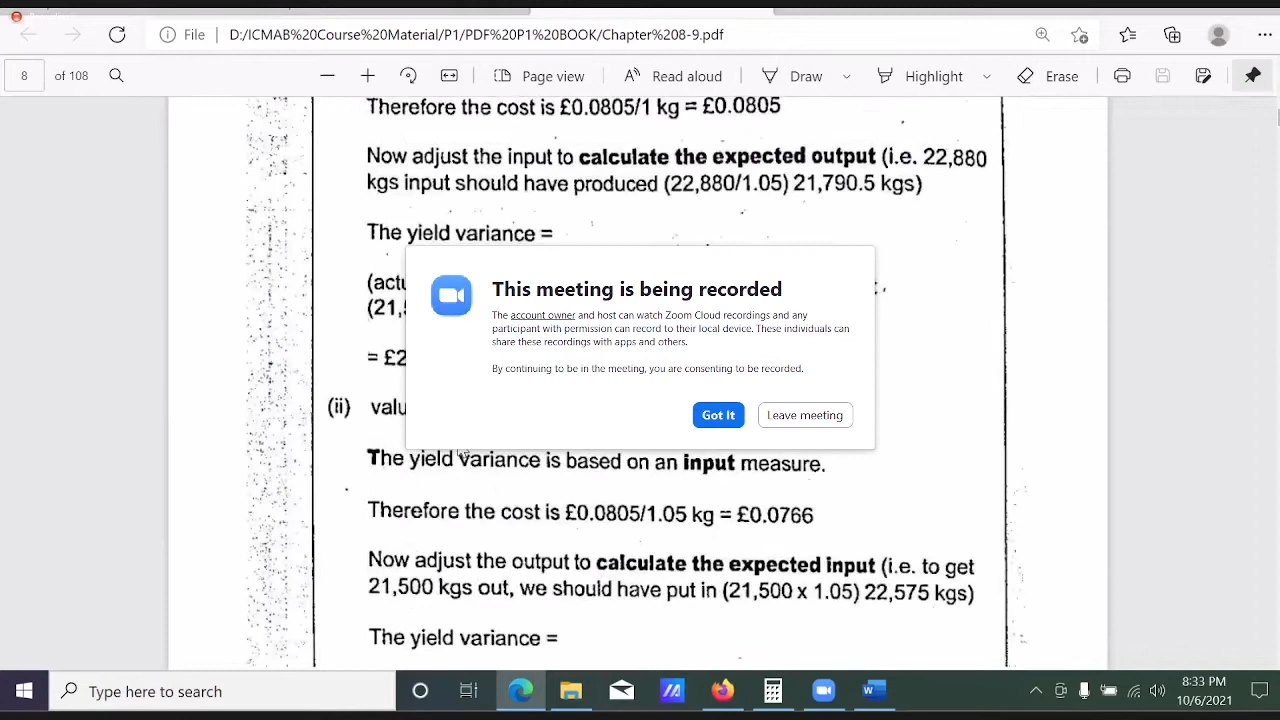 File
D:/ICMAB%20Course%20Material/P1/PDF%20P1%20BOOK/Chapter%208-9.pdf
8 of 108
Page view
Read aloud
Draw
Highlight
Erase
Therefore the cost is £0.0805/1 kg = £0.0805
Now adjust the input to calculate the expected output (i.e. 22,880
kgs input should have produced (22,880/1.05) 21,790.5 kgs)
The yield variance =
This meeting is being recorded
The account owner and host can watch Zoom Cloud recordings and any
participant with permission can record to their local device. These individuals can
share these recordings with apps and others.
By continuing to be in the meeting, you are consenting to be recorded.
Got It
Leave meeting
= £2
(ii)
The yield variance is based on an input measure.
Therefore the cost is £0.0805/1.05 kg = £0.0766
Now adjust the output to calculate the expected input (i.e. to get
21,500 kgs out, we should have put in (21,500 x 1.05) 22,575 kgs)
The yield variance =
Type here to search
8:33 PM
10/6/2021